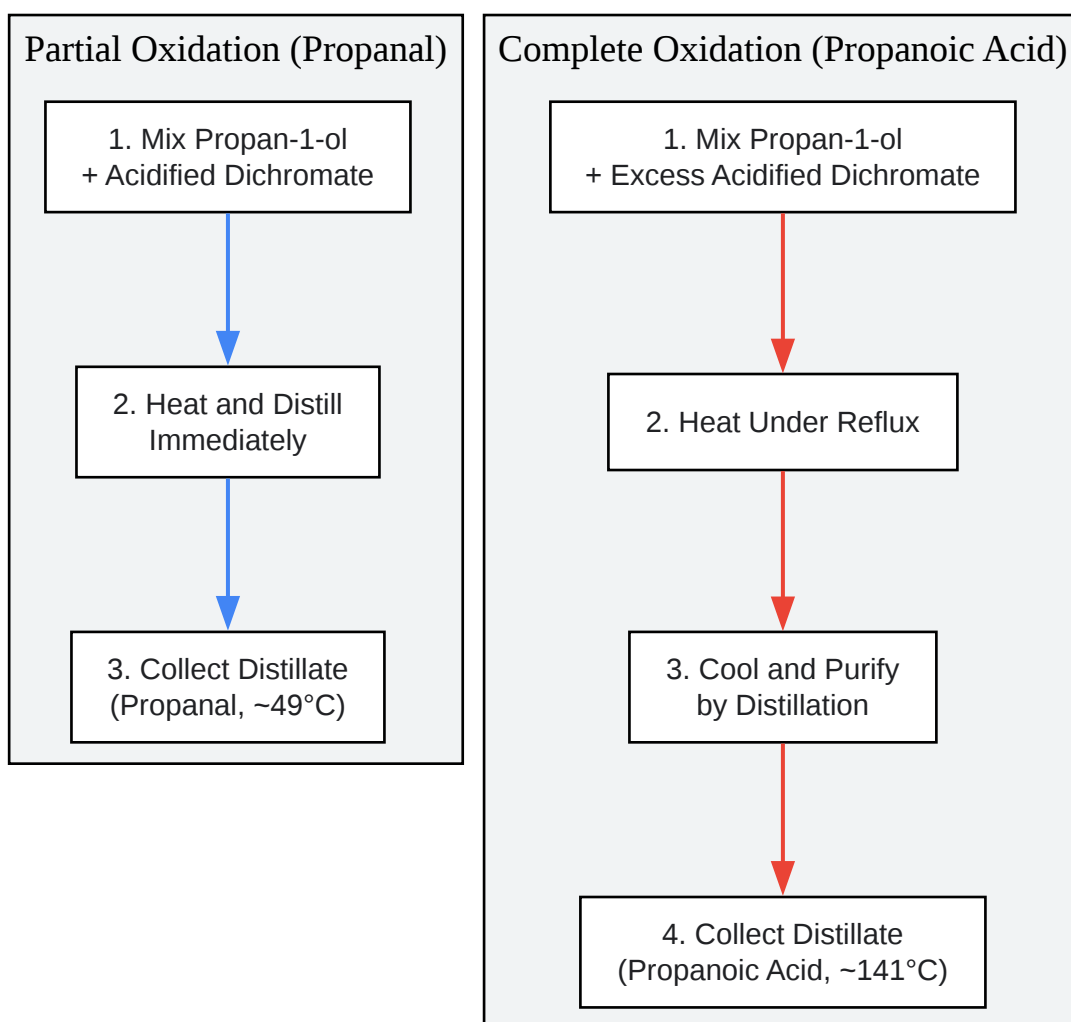 Partial Oxidation (Propanal)
1. Mix Propan-1-ol
+ Acidified Dichromate
2. Heat and Distill
Immediately
3. Collect Distillate
(Propanal, ~49°C)
Complete Oxidation (Propanoic Acid)
1. Mix Propan-1-ol
+ Excess Acidified Dichromate
2. Heat Under Reflux
3. Cool and Purify
by Distillation
4. Collect Distillate
(Propanoic Acid, ~141°C)